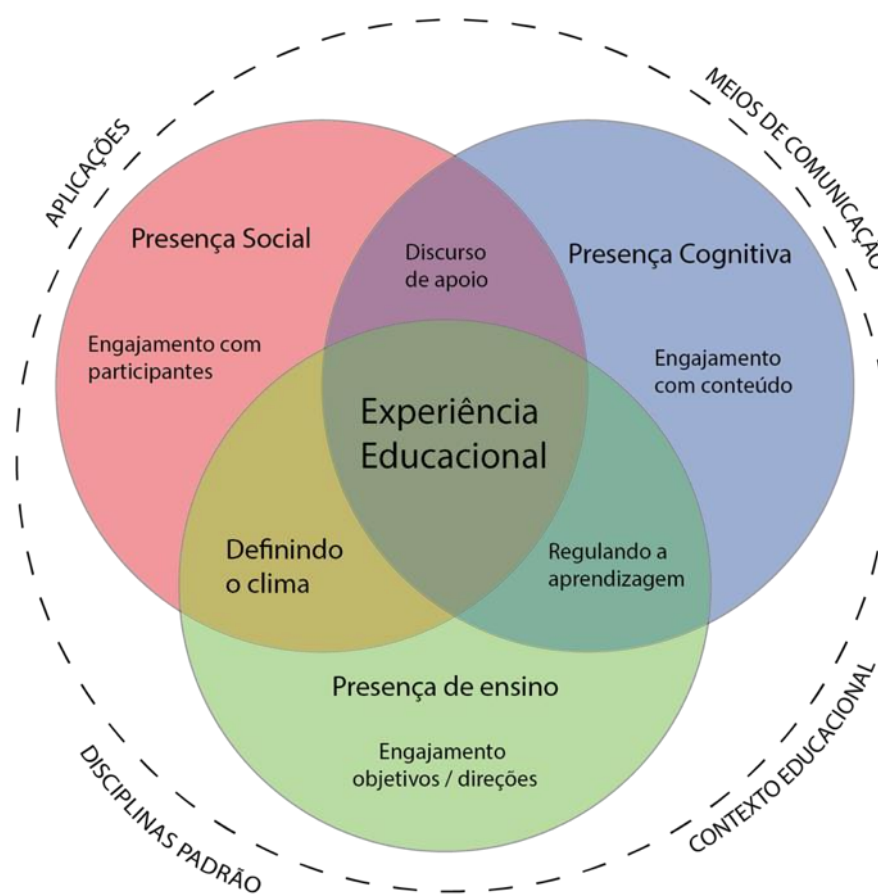 APLICAÇÕES
MEIOS DE COMUNICAÇÃO
Presença Social
Discurso
de apoio
Presença Cognitiva
Engajamento com
participantes
Engajamento
com conteúdo
Experiência
Educacional
Definindo
o clima
Regulando a
aprendizagem
Presença de ensino
Engajamento
objetivos / direções
DISCIPLINAS PADRÃO
CONTEXTO EDUCACIONAL